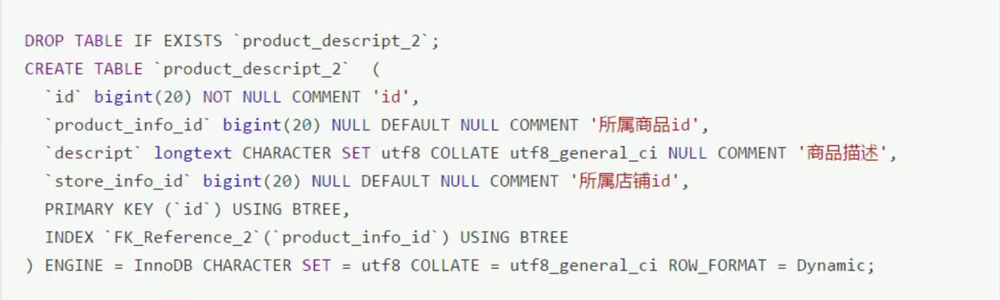 DROP TABLE IF EXISTS `product_descript_2`;
CREATE TABLE `product_descript_2`  (
  `id` bigint(20) NOT NULL COMMENT 'id',
  `product_info_id` bigint(20) NULL DEFAULT NULL COMMENT '所属商品id',
  `descript` longtext CHARACTER SET utf8 COLLATE utf8_general_ci NULL COMMENT '商品描述',
  `store_info_id` bigint(20) NULL DEFAULT NULL COMMENT '所属店铺id',
  PRIMARY KEY (`id`) USING BTREE,
  INDEX `FK_Reference_2`(`product_info_id`) USING BTREE
) ENGINE = InnoDB CHARACTER SET = utf8 COLLATE = utf8_general_ci ROW_FORMAT = Dynamic;